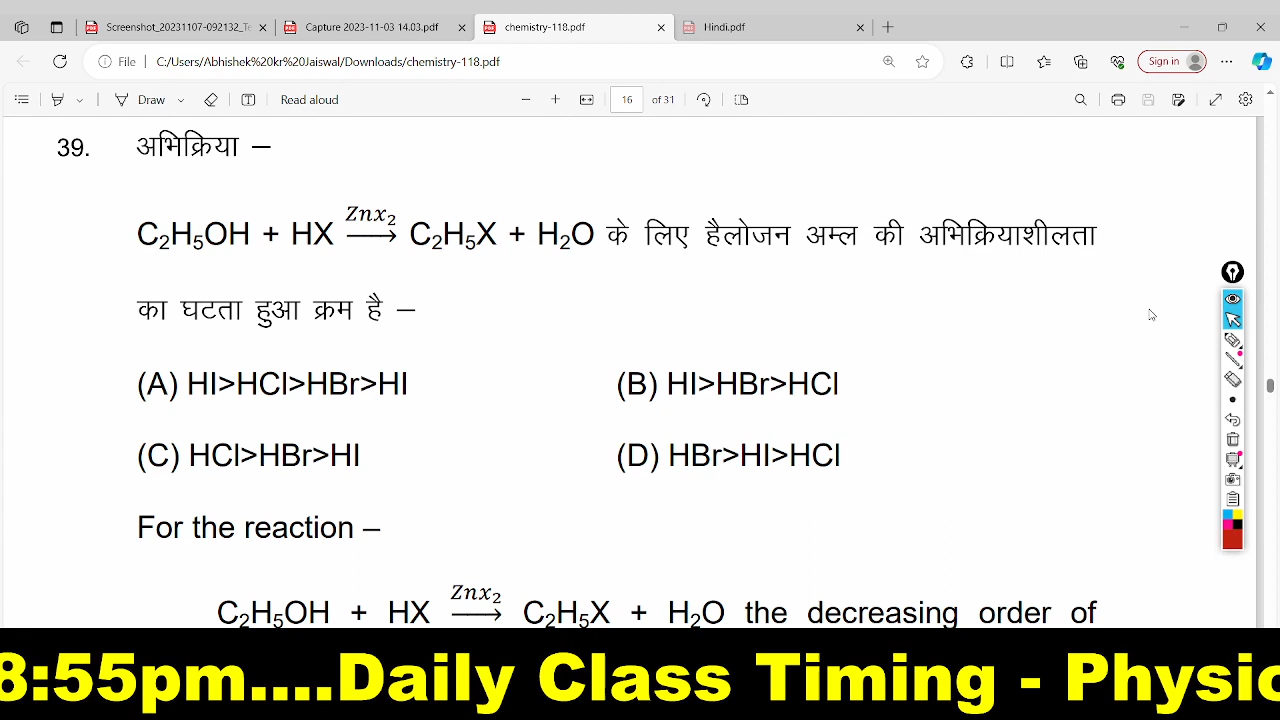 Screenshot_20231107-092132_Te
Capture 2023-11-03 14.03.pdf
chemistry-118.pdf
Hindi.pdf
File
C:/Users/Abhishek%20kr%20Jaiswal/Downloads/chemistry-118.pdf
Sign in
Draw
Read aloud
16 of 31
39. अभिक्रिया –
C₂H₅OH + HX \xrightarrow{Znx₂} C₂H₅X + H₂O के लिए हैलोजन अम्ल की अभिक्रियाशीलता
का घटता हुआ क्रम है –
(A) HI>HCl>HBr>HI (B) HI>HBr>HCl
(C) HCl>HBr>HI (D) HBr>HI>HCl
For the reaction –
C₂H₅OH + HX \xrightarrow{Znx₂} C₂H₅X + H₂O the decreasing order of
8:55pm....Daily Class Timing - Physic